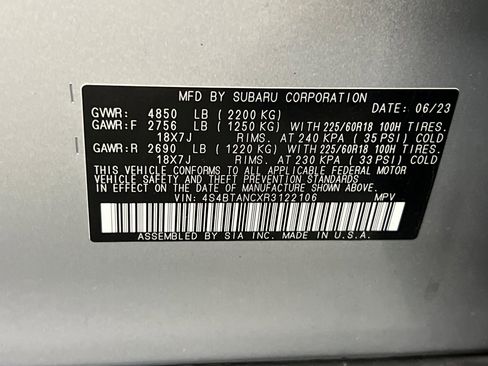 MFD BY SUBARU CORPORATION DATE: 06/23
GVWR: 4850 LB (2200 KG)
GAWR:F 2756 LB (1250 KG) WITH 225/60R18 100H TIRES.
18X7J RIMS. AT 240 KPA (35 PSI) COLD
GAWR:R 2690 LB (1220 KG) WITH 225/60R18 100H TIRES.
18X7J RIMS. AT 230 KPA (33 PSI) COLD
THIS VEHICLE CONFORMS TO ALL APPLICABLE FEDERAL MOTOR
VEHICLE SAFETY AND THEFT PREVENTION STANDARDS
IN EFFECT ON THE DATE OF MANUFACTURE SHOWN ABOVE.
VIN: 4S4BTANCXR3122106 MPV
ASSEMBLED BY SIA INC. MADE IN U.S.A.